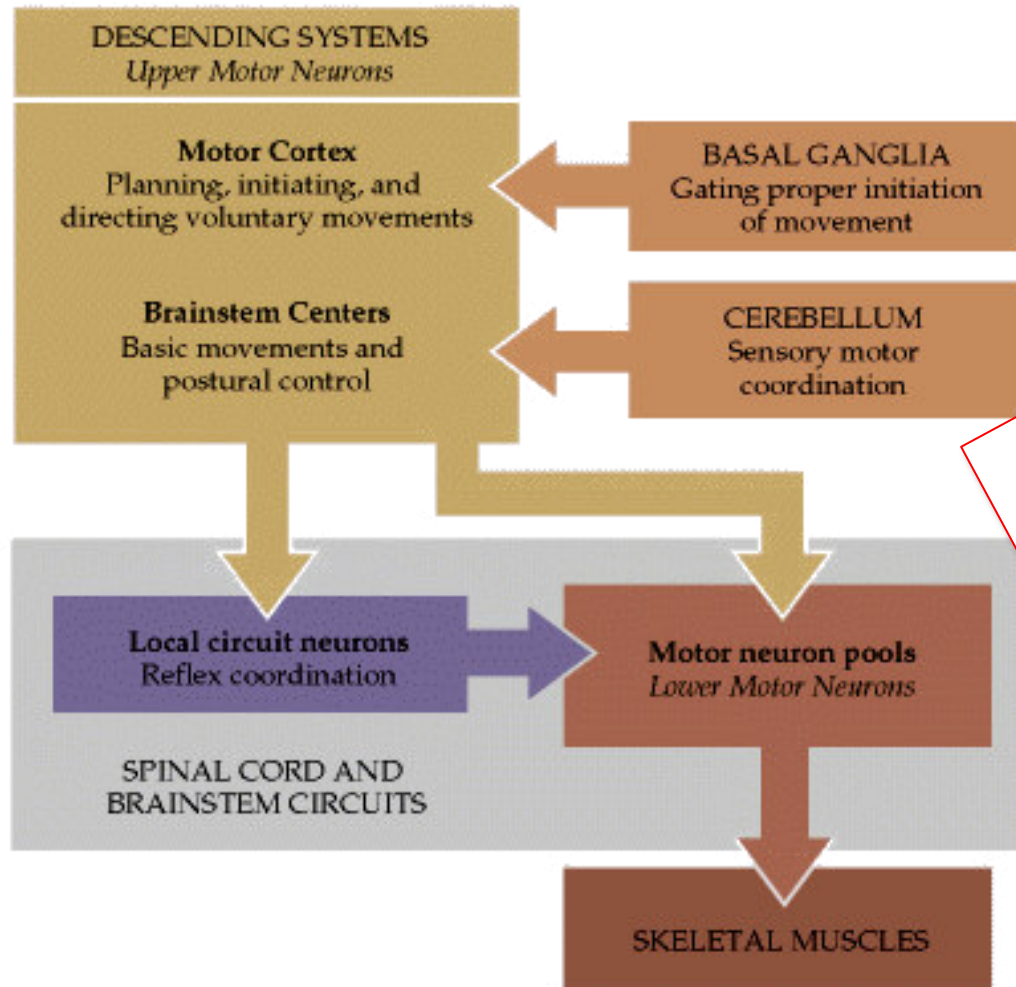 DESCENDING SYSTEMS
Upper Motor Neurons
Motor Cortex
Planning, initiating, and
directing voluntary movements
Brainstem Centers
Basic movements and
postural control
BASAL GANGLIA
Gating proper initiation
of movement
CEREBELLUM
Sensory motor
coordination
Local circuit neurons
Reflex coordination
Motor neuron pools
Lower Motor Neurons
SPINAL CORD AND
BRAINSTEM CIRCUITS
SKELETAL MUSCLES